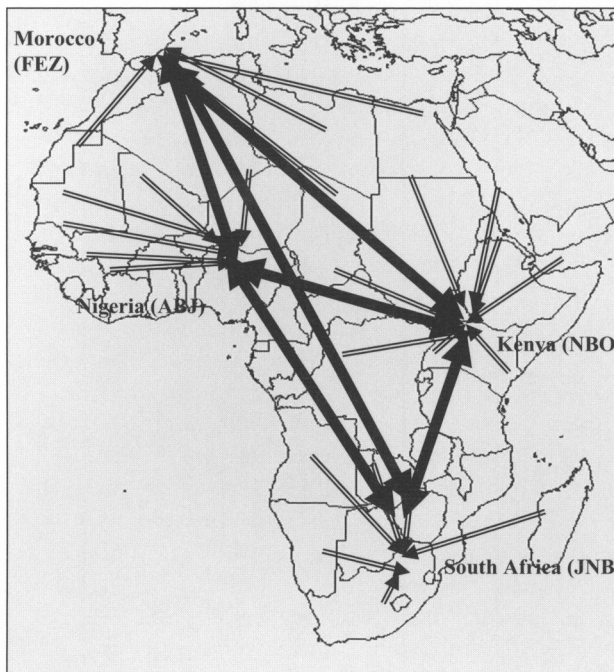 Morocco
(FEZ)
Nigeria (ABJ)
Kenya (NBO
South Africa (JNB